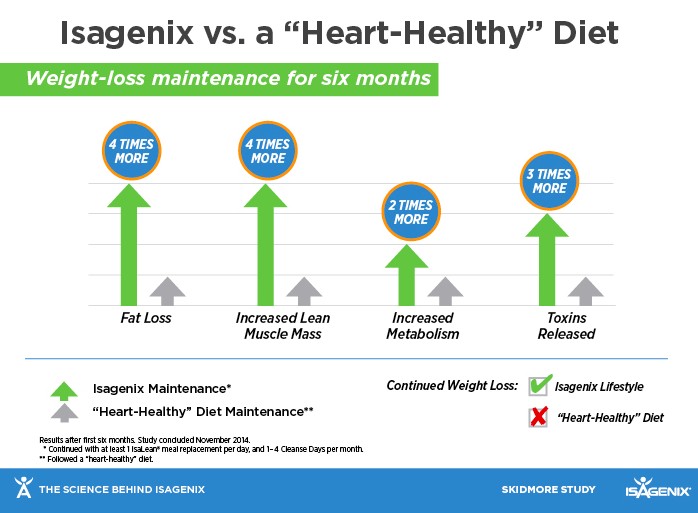 Isagenix vs. a “Heart-Healthy” Diet
Weight-loss maintenance for six months
4 TIMES
MORE
4 TIMES
MORE
2 TIMES
MORE
3 TIMES
MORE
Fat Loss
Increased Lean
Muscle Mass
Increased
Metabolism
Toxins
Released
Isagenix Maintenance*
“Heart-Healthy” Diet Maintenance**
Continued Weight Loss:
Isagenix Lifestyle
“Heart-Healthy” Diet
Results after first six months. Study concluded November 2014.
* Continued with at least 1 IsaLean® meal replacement per day, and 1–4 Cleanse Days per month.
** Followed a “heart-healthy” diet.
THE SCIENCE BEHIND ISAGENIX
SKIDMORE STUDY
ISAGENIX